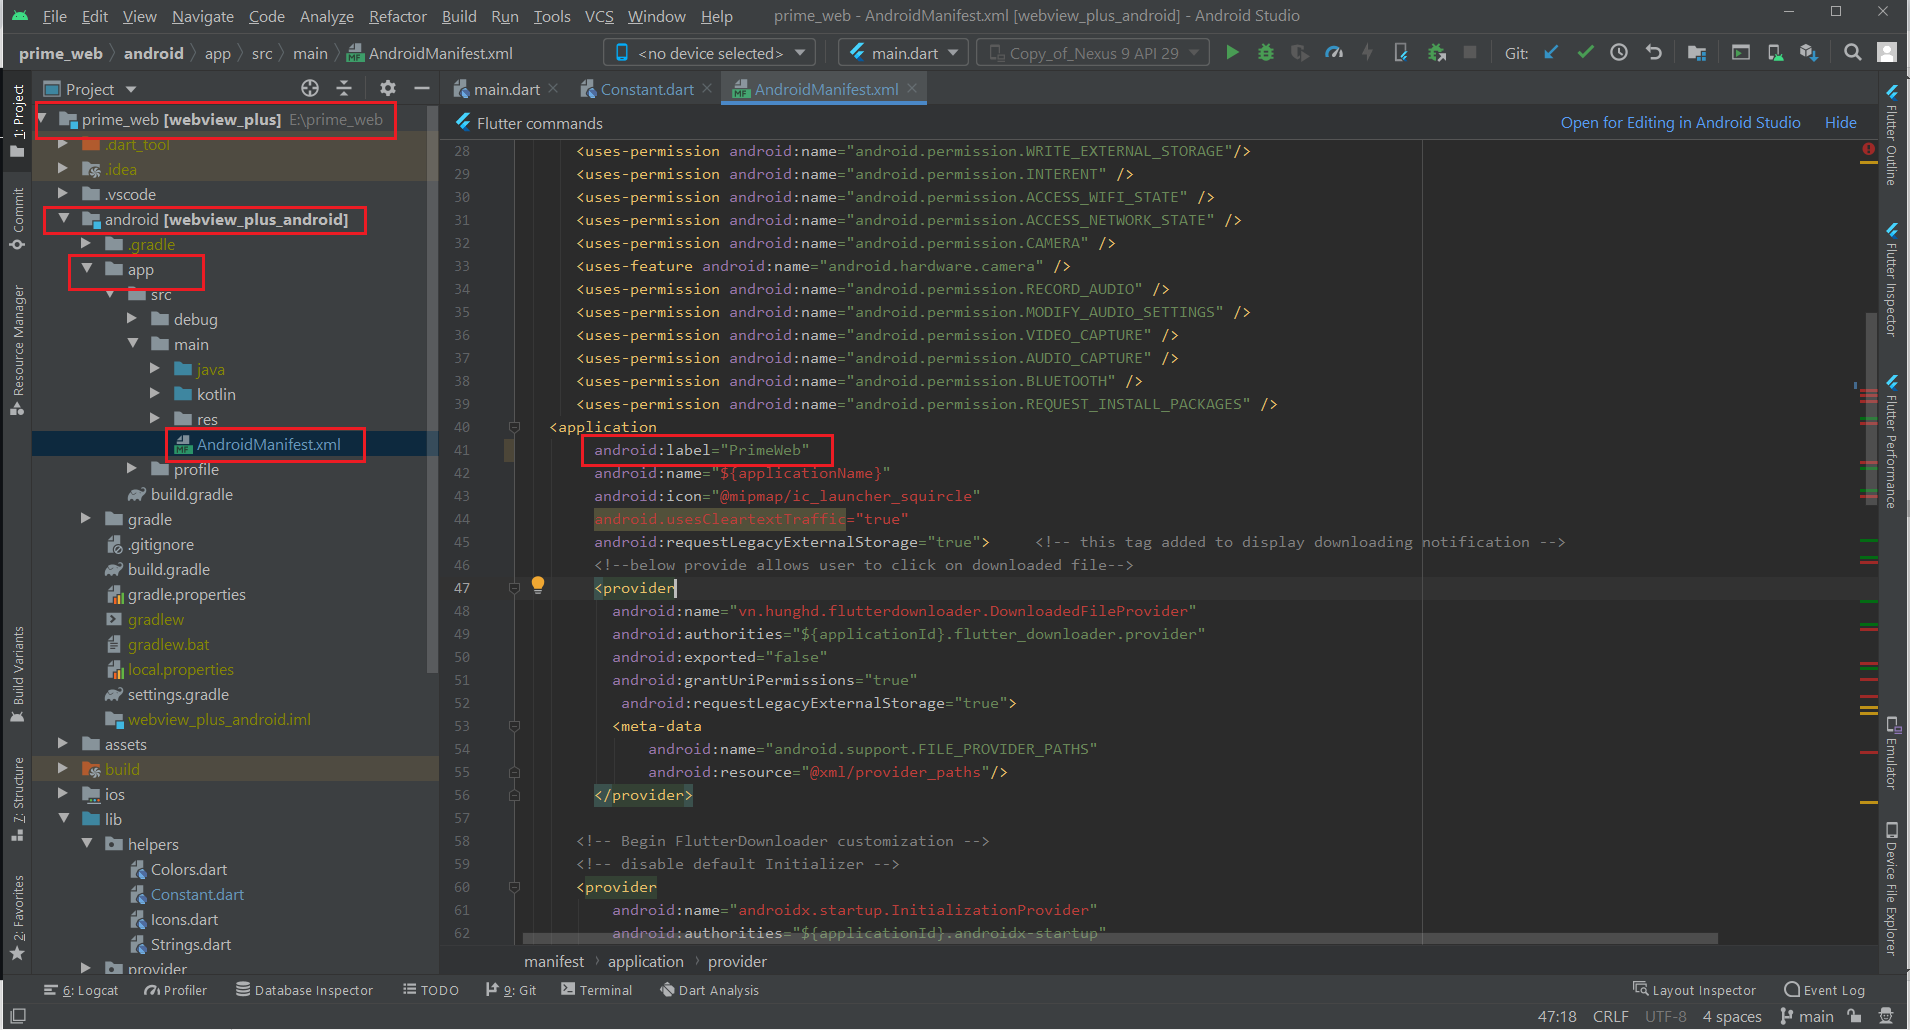 File Edit View Navigate Code Analyze Refactor Build Run Tools VCS Window Help prime_web - AndroidManifest.xml [webview_plus_android] - Android Studio
prime_web android app src main AndroidManifest.xml <no device selected> main.dart Copy_of_Nexus 9 API 29 Git:
Project
main.dart Constant.dart AndroidManifest.xml
Flutter commands Open for Editing in Android Studio Hide
1: Project
Commit
Resource Manager
Build Variants
7: Structure
2: Favorites
prime_web [webview_plus] E:\prime_web
.dart_tool
.idea
.vscode
android [webview_plus_android]
.gradle
app
src
debug
main
java
kotlin
res
AndroidManifest.xml
profile
build.gradle
gradle
.gitignore
build.gradle
gradle.properties
gradlew
gradlew.bat
local.properties
settings.gradle
webview_plus_android.iml
assets
build
ios
lib
helpers
Colors.dart
Constant.dart
Icons.dart
Strings.dart
provider
28 <uses-permission android:name="android.permission.WRITE_EXTERNAL_STORAGE"/>
29 <uses-permission android:name="android.permission.INTERENT" />
30 <uses-permission android:name="android.permission.ACCESS_WIFI_STATE" />
31 <uses-permission android:name="android.permission.ACCESS_NETWORK_STATE" />
32 <uses-permission android:name="android.permission.CAMERA" />
33 <uses-feature android:name="android.hardware.camera" />
34 <uses-permission android:name="android.permission.RECORD_AUDIO" />
35 <uses-permission android:name="android.permission.MODIFY_AUDIO_SETTINGS" />
36 <uses-permission android:name="android.permission.VIDEO_CAPTURE" />
37 <uses-permission android:name="android.permission.AUDIO_CAPTURE" />
38 <uses-permission android:name="android.permission.BLUETOOTH" />
39 <uses-permission android:name="android.permission.REQUEST_INSTALL_PACKAGES" />
40 <application
41 android:label="PrimeWeb"
42 android:name="${applicationName}"
43 android:icon="@mipmap/ic_launcher_squircle"
44 android.usesCleartextTraffic="true"
45 android:requestLegacyExternalStorage="true"> <!-- this tag added to display downloading notification -->
46 <!--below provide allows user to click on downloaded file-->
47 <provider
48 android:name="vn.hunghd.flutterdownloader.DownloadedFileProvider"
49 android:authorities="${applicationId}.flutter_downloader.provider"
50 android:exported="false"
51 android:grantUriPermissions="true"
52 android:requestLegacyExternalStorage="true">
53 <meta-data
54 android:name="android.support.FILE_PROVIDER_PATHS"
55 android:resource="@xml/provider_paths"/>
56 </provider>
57
58 <!-- Begin FlutterDownloader customization -->
59 <!-- disable default Initializer -->
60 <provider
61 android:name="androidx.startup.InitializationProvider"
62 android:authorities="${applicationId}.androidx-startup"
manifest application provider
Flutter Outline
Flutter Inspector
Flutter Performance
Emulator
Device File Explorer
6: Logcat Profiler Database Inspector TODO 9: Git Terminal Dart Analysis Layout Inspector Event Log
47:18 CRLF UTF-8 4 spaces main